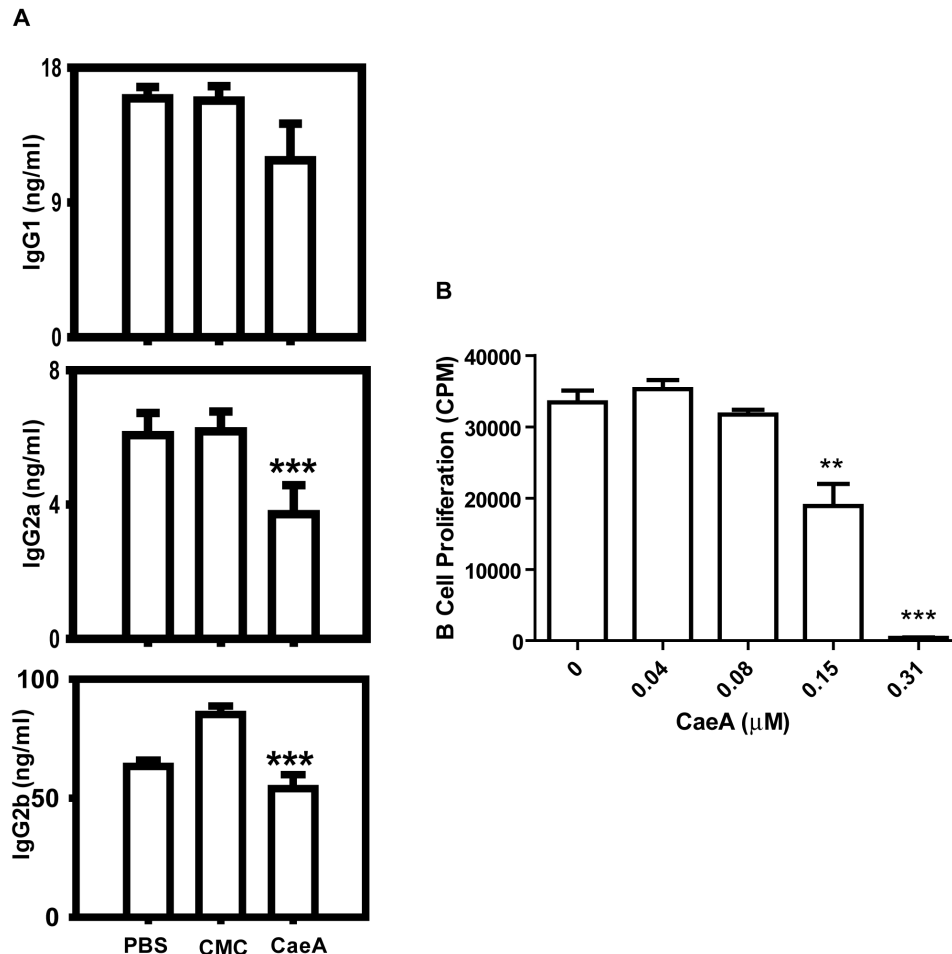 A
IgG1 (ng/ml)
18
9
0
IgG2a (ng/ml)
8
***
4
0
IgG2b (ng/ml)
100
***
50
0
PBS CMC CaeA
B
B Cell Proliferation (CPM)
40000
30000
**
20000
10000
***
0
0 0.04 0.08 0.15 0.31
CaeA (μM)